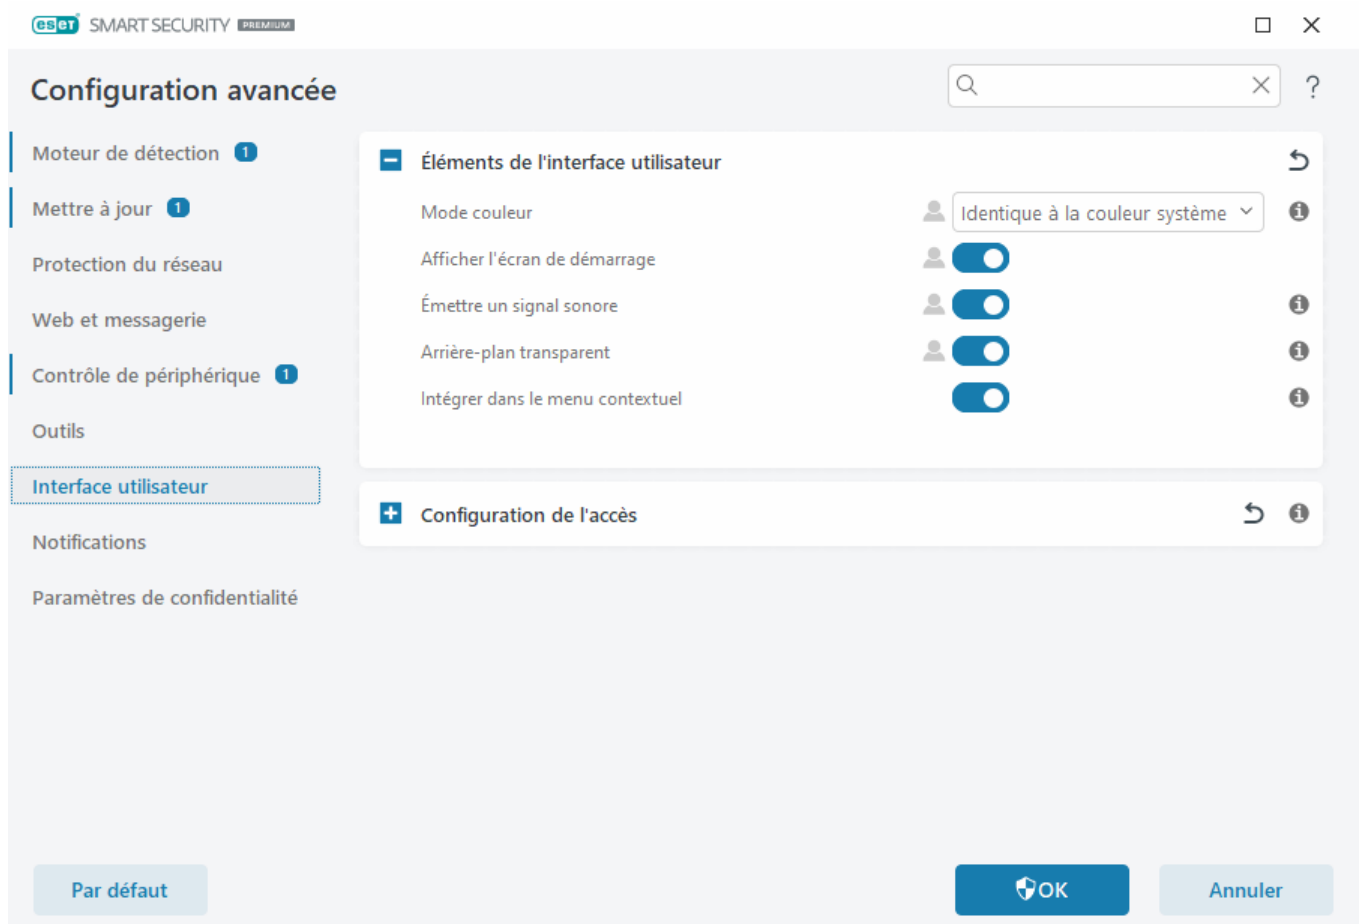 eset SMART SECURITY PREMIUM
Configuration avancée
?
Moteur de détection 1
Mettre à jour 1
Protection du réseau
Web et messagerie
Contrôle de périphérique 1
Outils
Interface utilisateur
Notifications
Paramètres de confidentialité
Éléments de l'interface utilisateur
Mode couleur Identique à la couleur système
Afficher l'écran de démarrage
Émettre un signal sonore
Arrière-plan transparent
Intégrer dans le menu contextuel
Configuration de l'accès
Par défaut OK Annuler